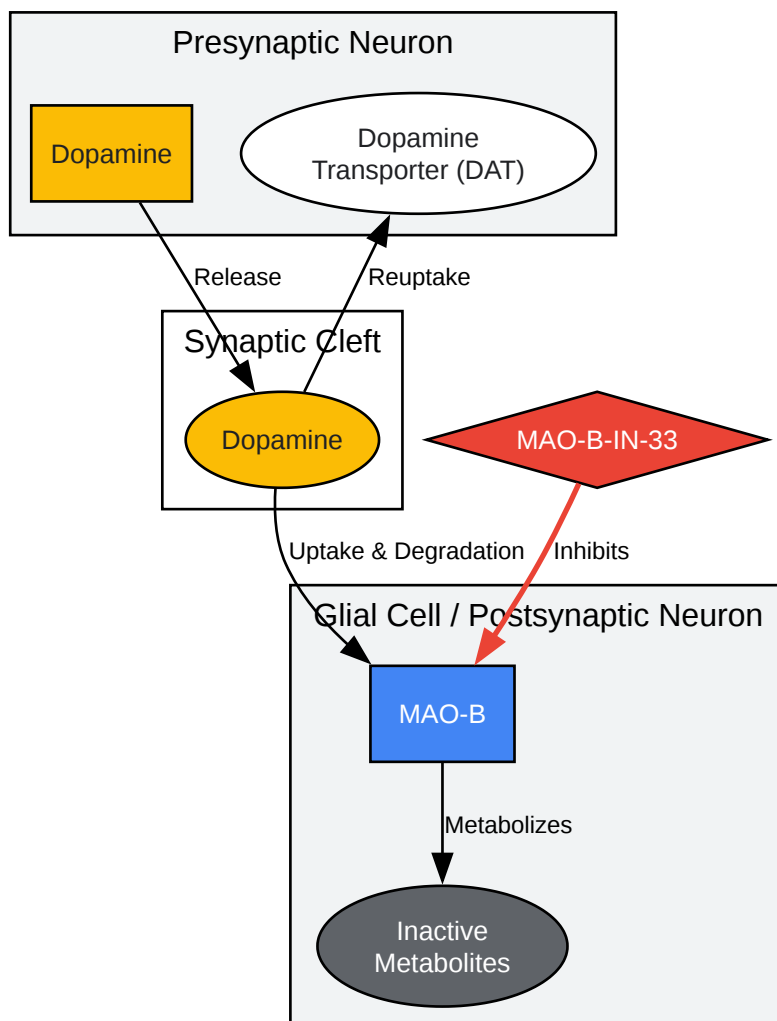 Presynaptic Neuron
Dopamine
Dopamine
Transporter (DAT)
Release
Reuptake
Synaptic Cleft
Dopamine
MAO-B-IN-33
Uptake & Degradation
Inhibits
Glial Cell / Postsynaptic Neuron
MAO-B
Metabolizes
Inactive
Metabolites